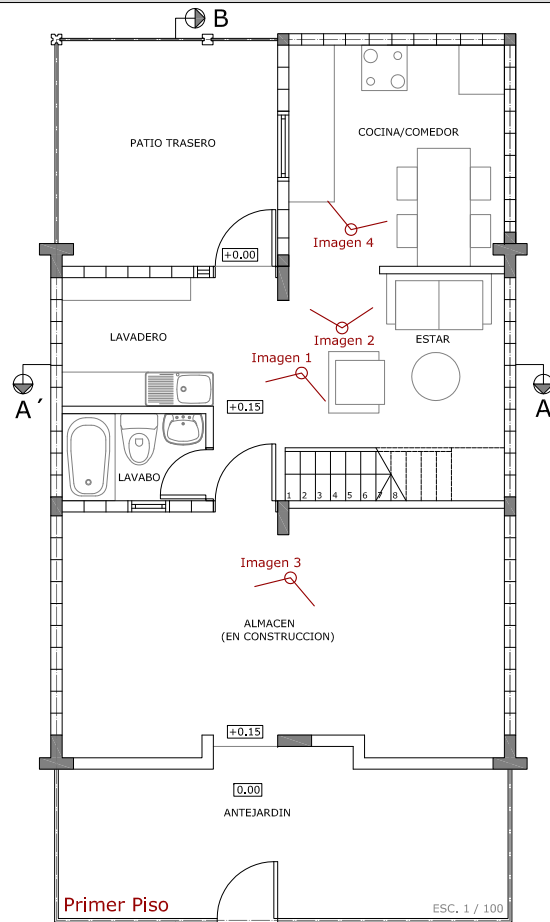 B
PATIO TRASERO
COCINA/COMEDOR
Imagen 4
+0.00
LAVADERO
Imagen 2
ESTAR
Imagen 1
A´
A
+0.15
LAVABO
1 2 3 4 5 6 7 8
Imagen 3
ALMACEN
(EN CONSTRUCCION)
+0.15
0.00
ANTEJARDIN
Primer Piso
ESC. 1 / 100